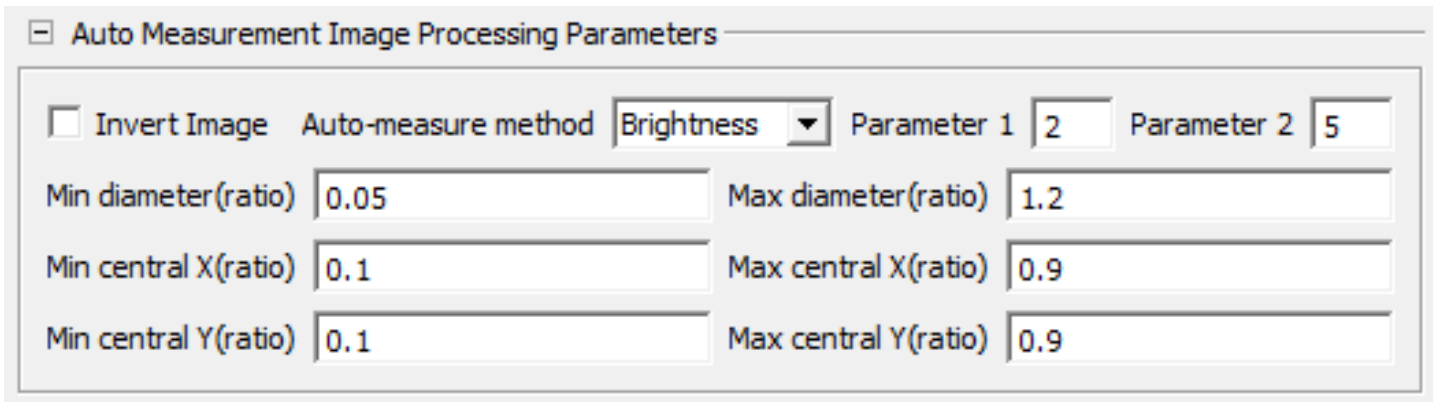 Auto Measurement Image Processing Parameters
Invert Image Auto-measure method Brightness Parameter 1 2 Parameter 2 5
Min diameter(ratio) 0.05 Max diameter(ratio) 1.2
Min central X(ratio) 0.1 Max central X(ratio) 0.9
Min central Y(ratio) 0.1 Max central Y(ratio) 0.9